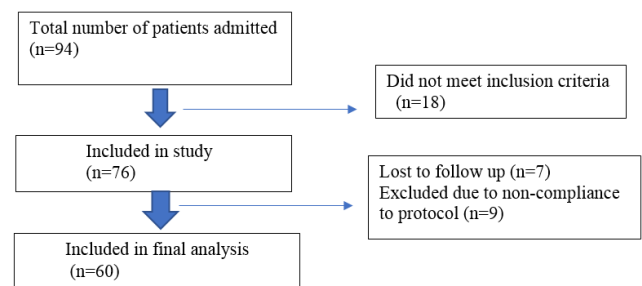 Total number of patients admitted
(n=94)
Did not meet inclusion criteria
(n=18)
Included in study
(n=76)
Lost to follow up (n=7)
Excluded due to non-compliance
to protocol (n=9)
Included in final analysis
(n=60)